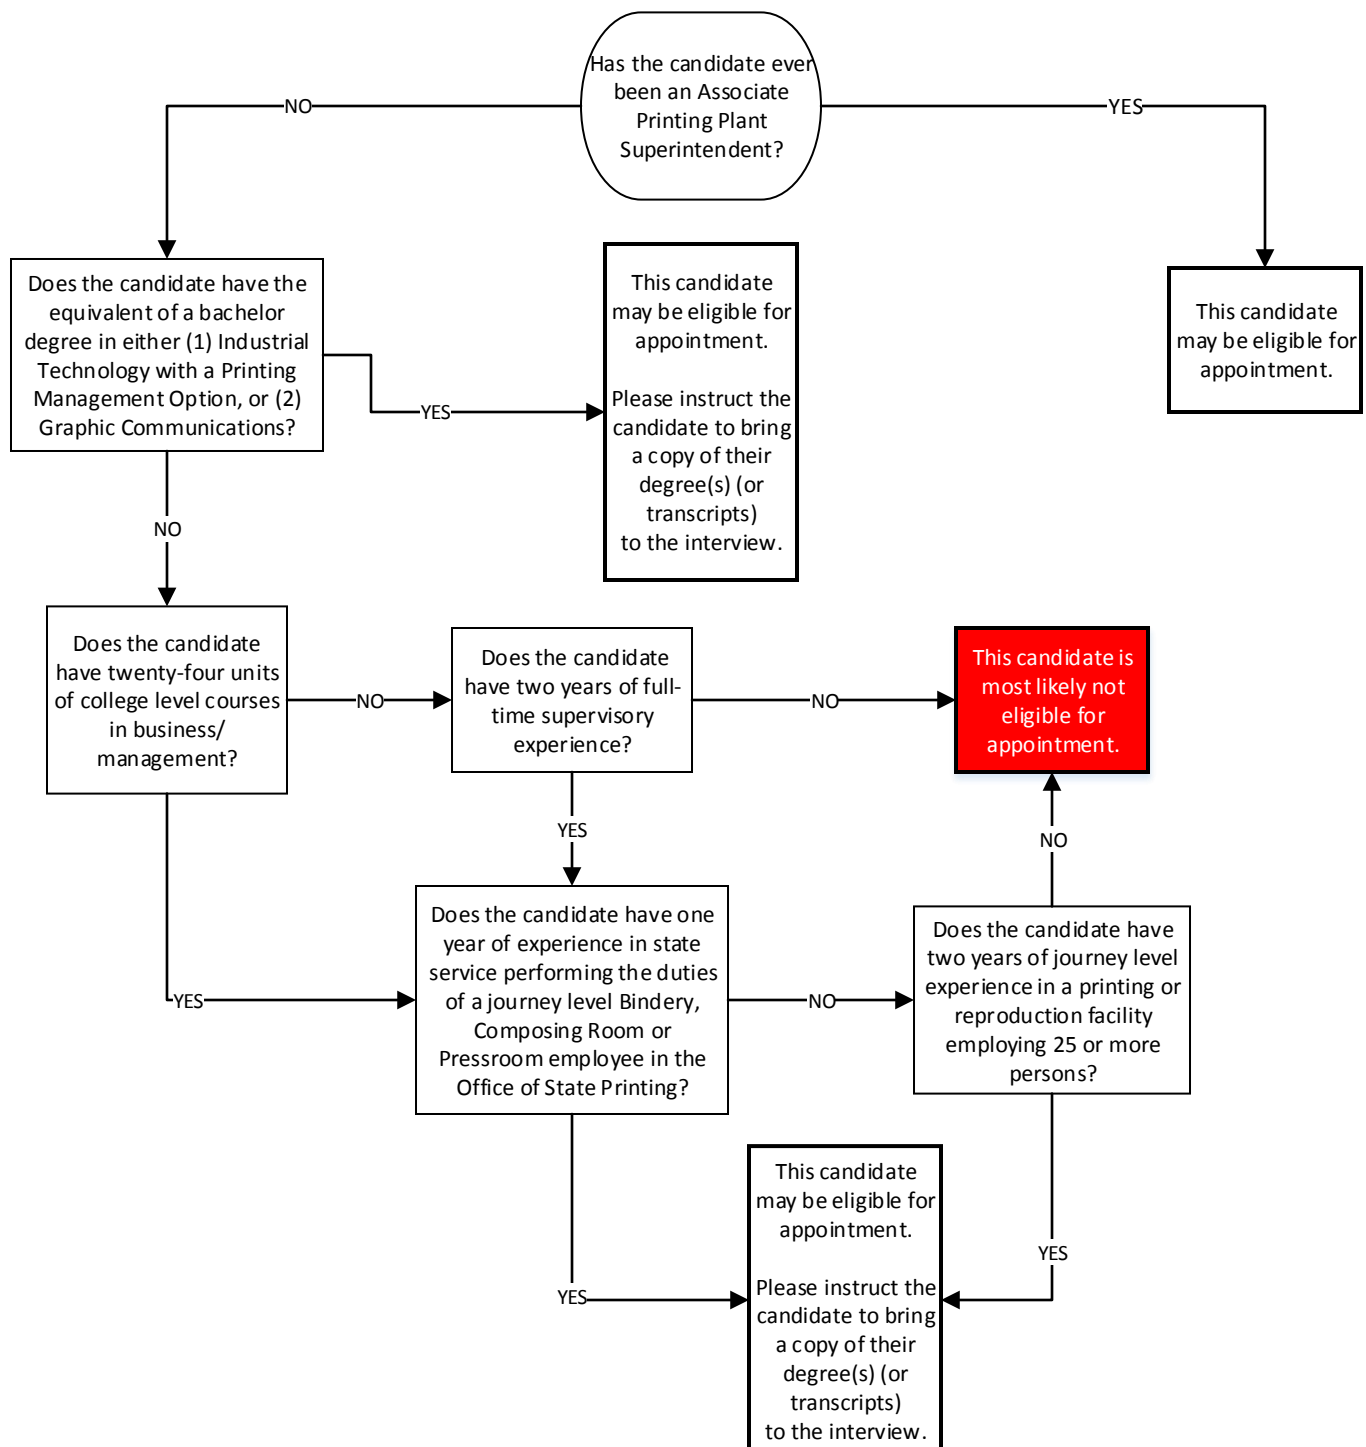 Has the candidate ever
been an Associate
Printing Plant
Superintendent?
NO
YES
Does the candidate have the
equivalent of a bachelor
degree in either (1) Industrial
Technology with a Printing
Management Option, or (2)
Graphic Communications?
YES
This candidate
may be eligible for
appointment.
Please instruct the
candidate to bring
a copy of their
degree(s) (or
transcripts)
to the interview.
This candidate
may be eligible for
appointment.
NO
Does the candidate
have twenty-four units
of college level courses
in business/
management?
NO
Does the candidate
have two years of full-
time supervisory
experience?
NO
This candidate is
most likely not
eligible for
appointment.
YES
YES
Does the candidate have one
year of experience in state
service performing the duties
of a journey level Bindery,
Composing Room or
Pressroom employee in the
Office of State Printing?
NO
NO
Does the candidate have
two years of journey level
experience in a printing or
reproduction facility
employing 25 or more
persons?
YES
YES
This candidate
may be eligible for
appointment.
Please instruct the
candidate to bring
a copy of their
degree(s) (or
transcripts)
to the interview.